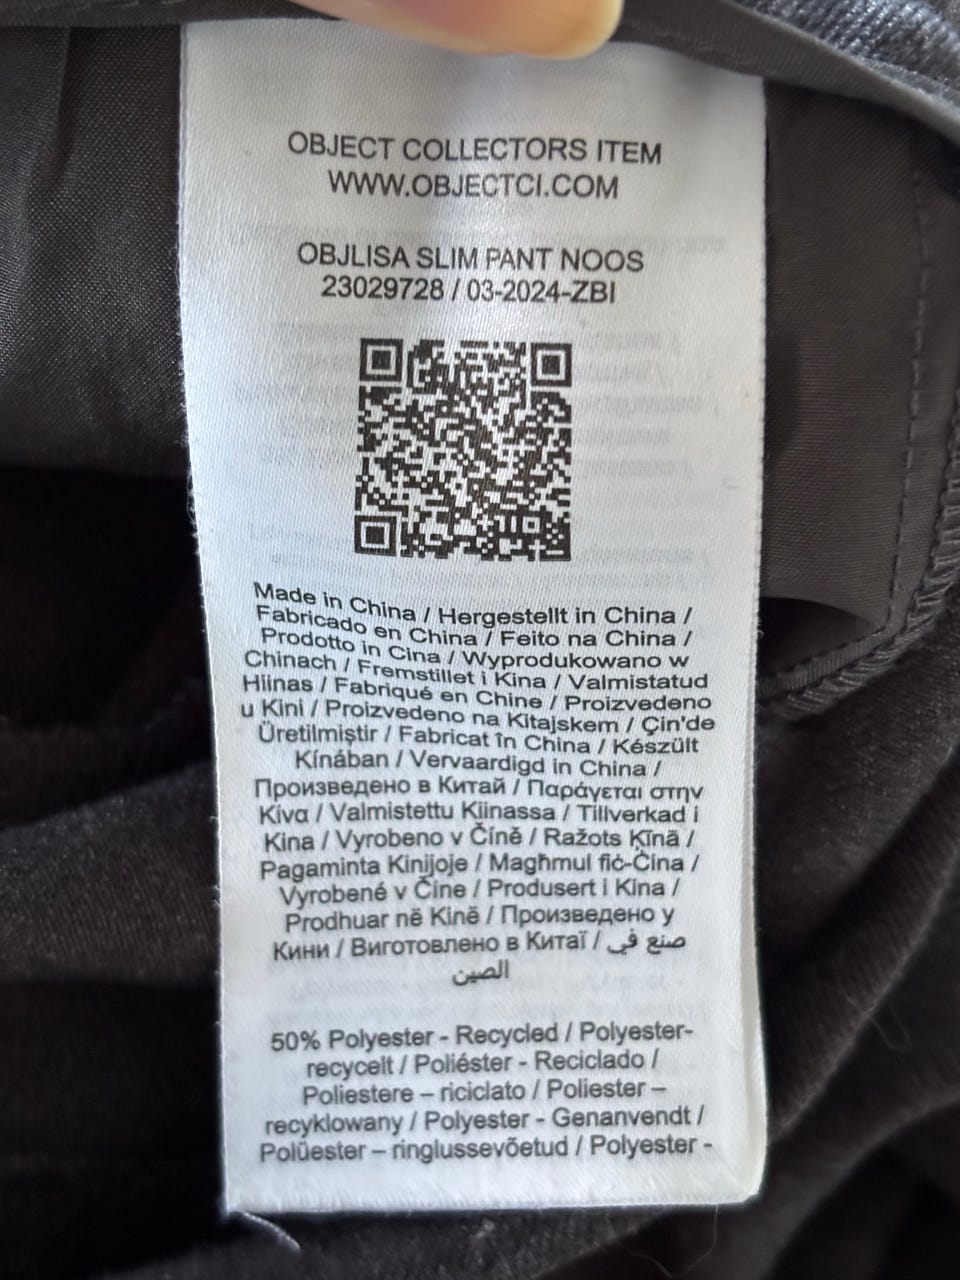 OBJECT COLLECTORS ITEM
WWW.OBJECTCI.COM
OBJLISA SLIM PANT NOOS
23029728 / 03-2024-ZBI
Made in China / Hergestellt in China /
Fabricado en China / Feito na China /
Prodotto in Cina / Wyprodukowano w
Chinach / Fremstillet i Kina / Valmistatud
Hiinas / Fabriqué en Chine / Proizvedeno
u Kini / Proizvedeno na Kitajskem / Çin'de
Üretilmiştir / Fabricat în China / Készült
Kínában / Vervaardigd in China /
Произведено в Китай / Παράγεται στην
Κίνα / Valmistettu Kiinassa / Tillverkad i
Kina / Vyrobeno v Číně / Ražots Ķīnā /
Pagaminta Kinijoje / Magħmul fiċ-Ċina /
Vyrobené v Číne / Produsert i Kina /
Prodhuar në Kinë / Произведено у
Кини / Виготовлено в Китаї / صنع في
الصين
50% Polyester - Recycled / Polyester-
recycelt / Poliéster - Reciclado /
Poliestere – riciclato / Poliester –
recyklowany / Polyester - Genanvendt /
Polüester – ringlussevõetud / Polyester -